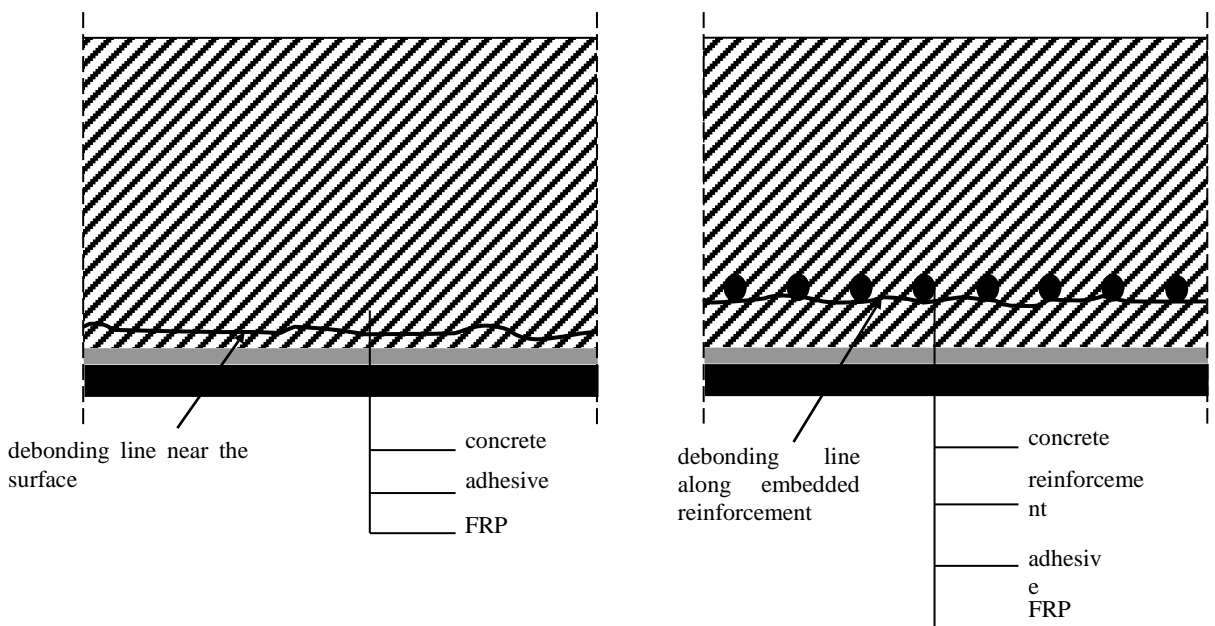 debonding line near the
surface
concrete
adhesive
FRP
debonding line
along embedded
reinforcement
concrete
reinforceme
nt
adhesiv
e
FRP